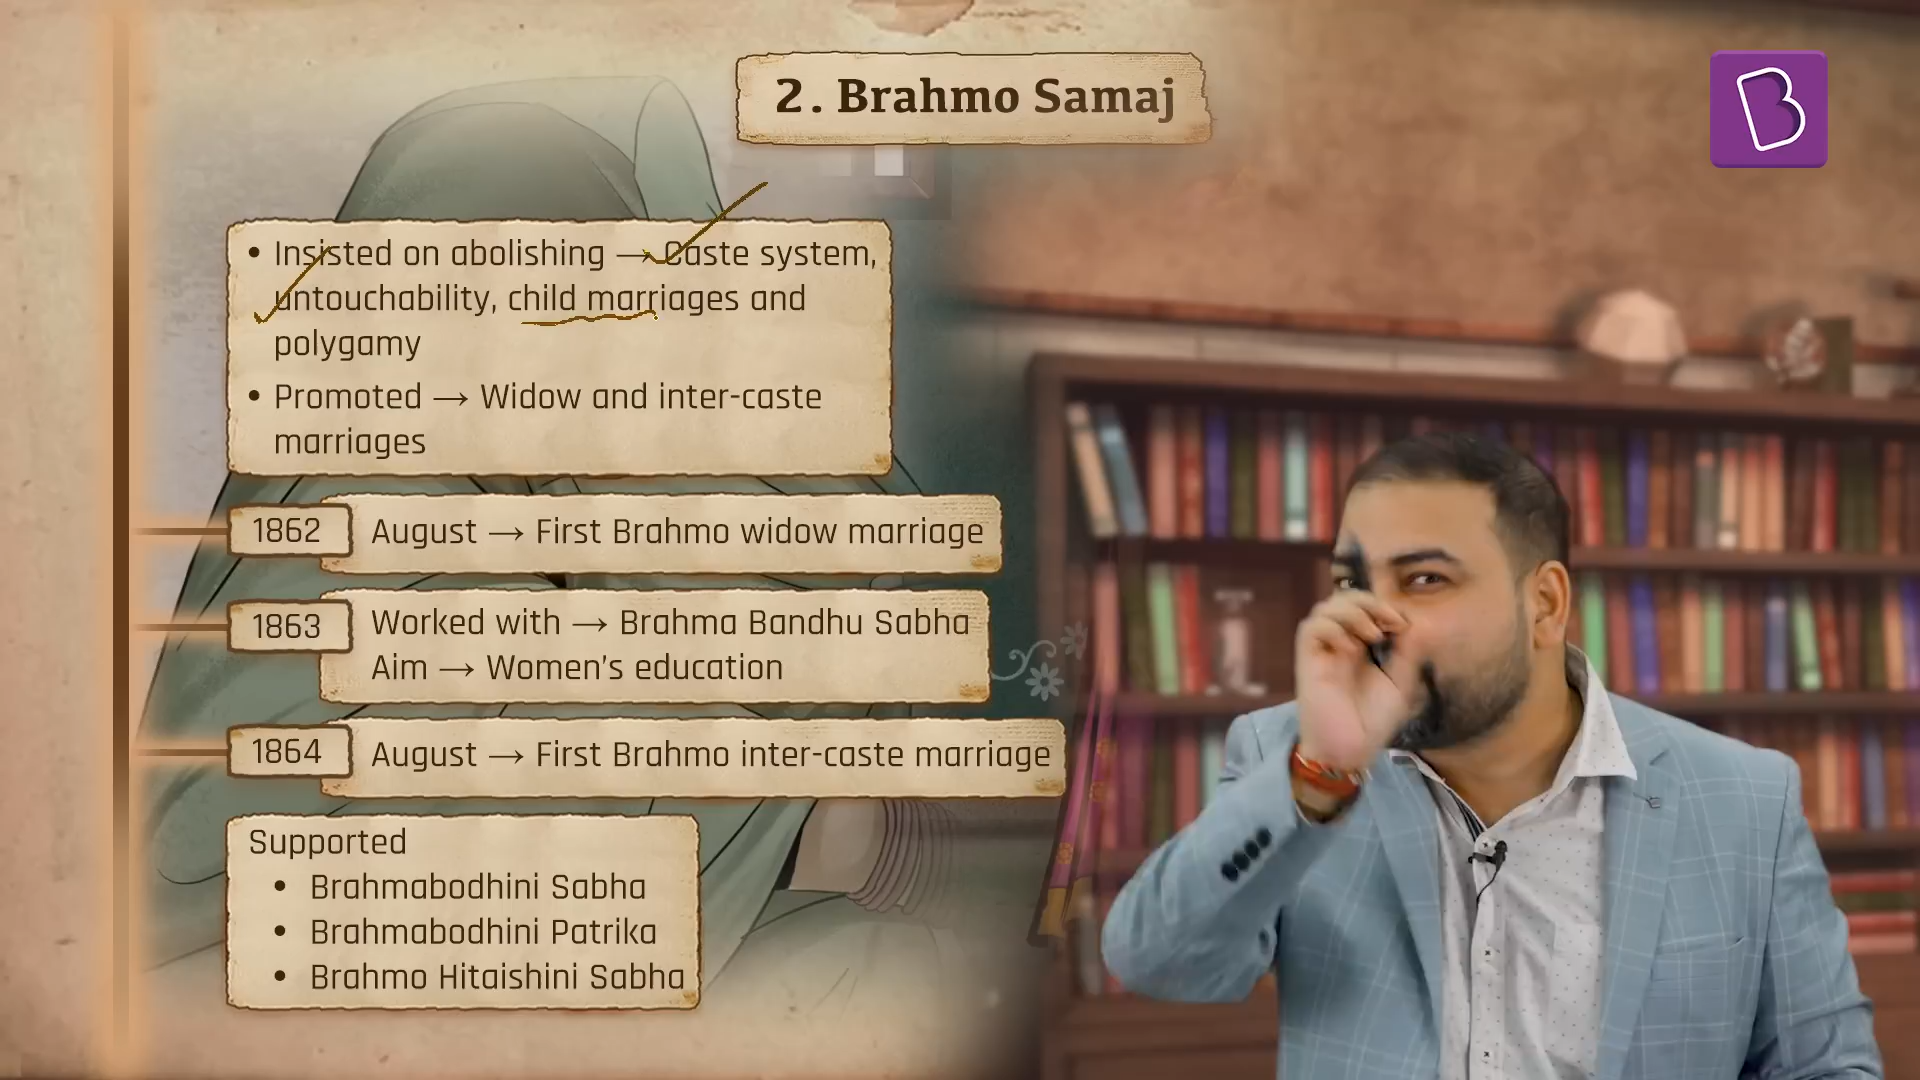 2. Brahmo Samaj
• Insisted on abolishing → Caste system,
untouchability, child marriages and
polygamy
• Promoted → Widow and inter-caste
marriages
1862 August → First Brahmo widow marriage
1863 Worked with → Brahma Bandhu Sabha
Aim → Women's education
1864 August → First Brahmo inter-caste marriage
Supported
• Brahmabodhini Sabha
• Brahmabodhini Patrika
• Brahmo Hitaishini Sabha
B